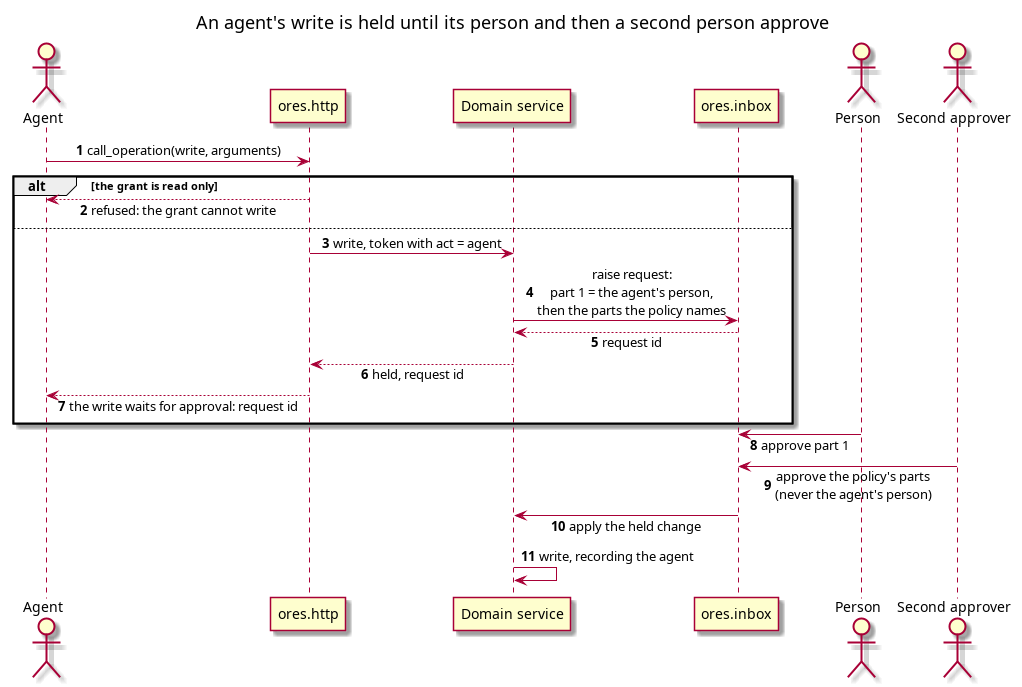 An agent's write is held until its person and then a second person approve
Agent
ores.http
Domain service
ores.inbox
Person
Second approver
1 call_operation(write, arguments)
alt [the grant is read only]
2 refused: the grant cannot write
3 write, token with act = agent
raise request:
4 part 1 = the agent's person,
then the parts the policy names
5 request id
6 held, request id
7 the write waits for approval: request id
8 approve part 1
9 approve the policy's parts
(never the agent's person)
10 apply the held change
11 write, recording the agent
Agent
ores.http
Domain service
ores.inbox
Person
Second approver